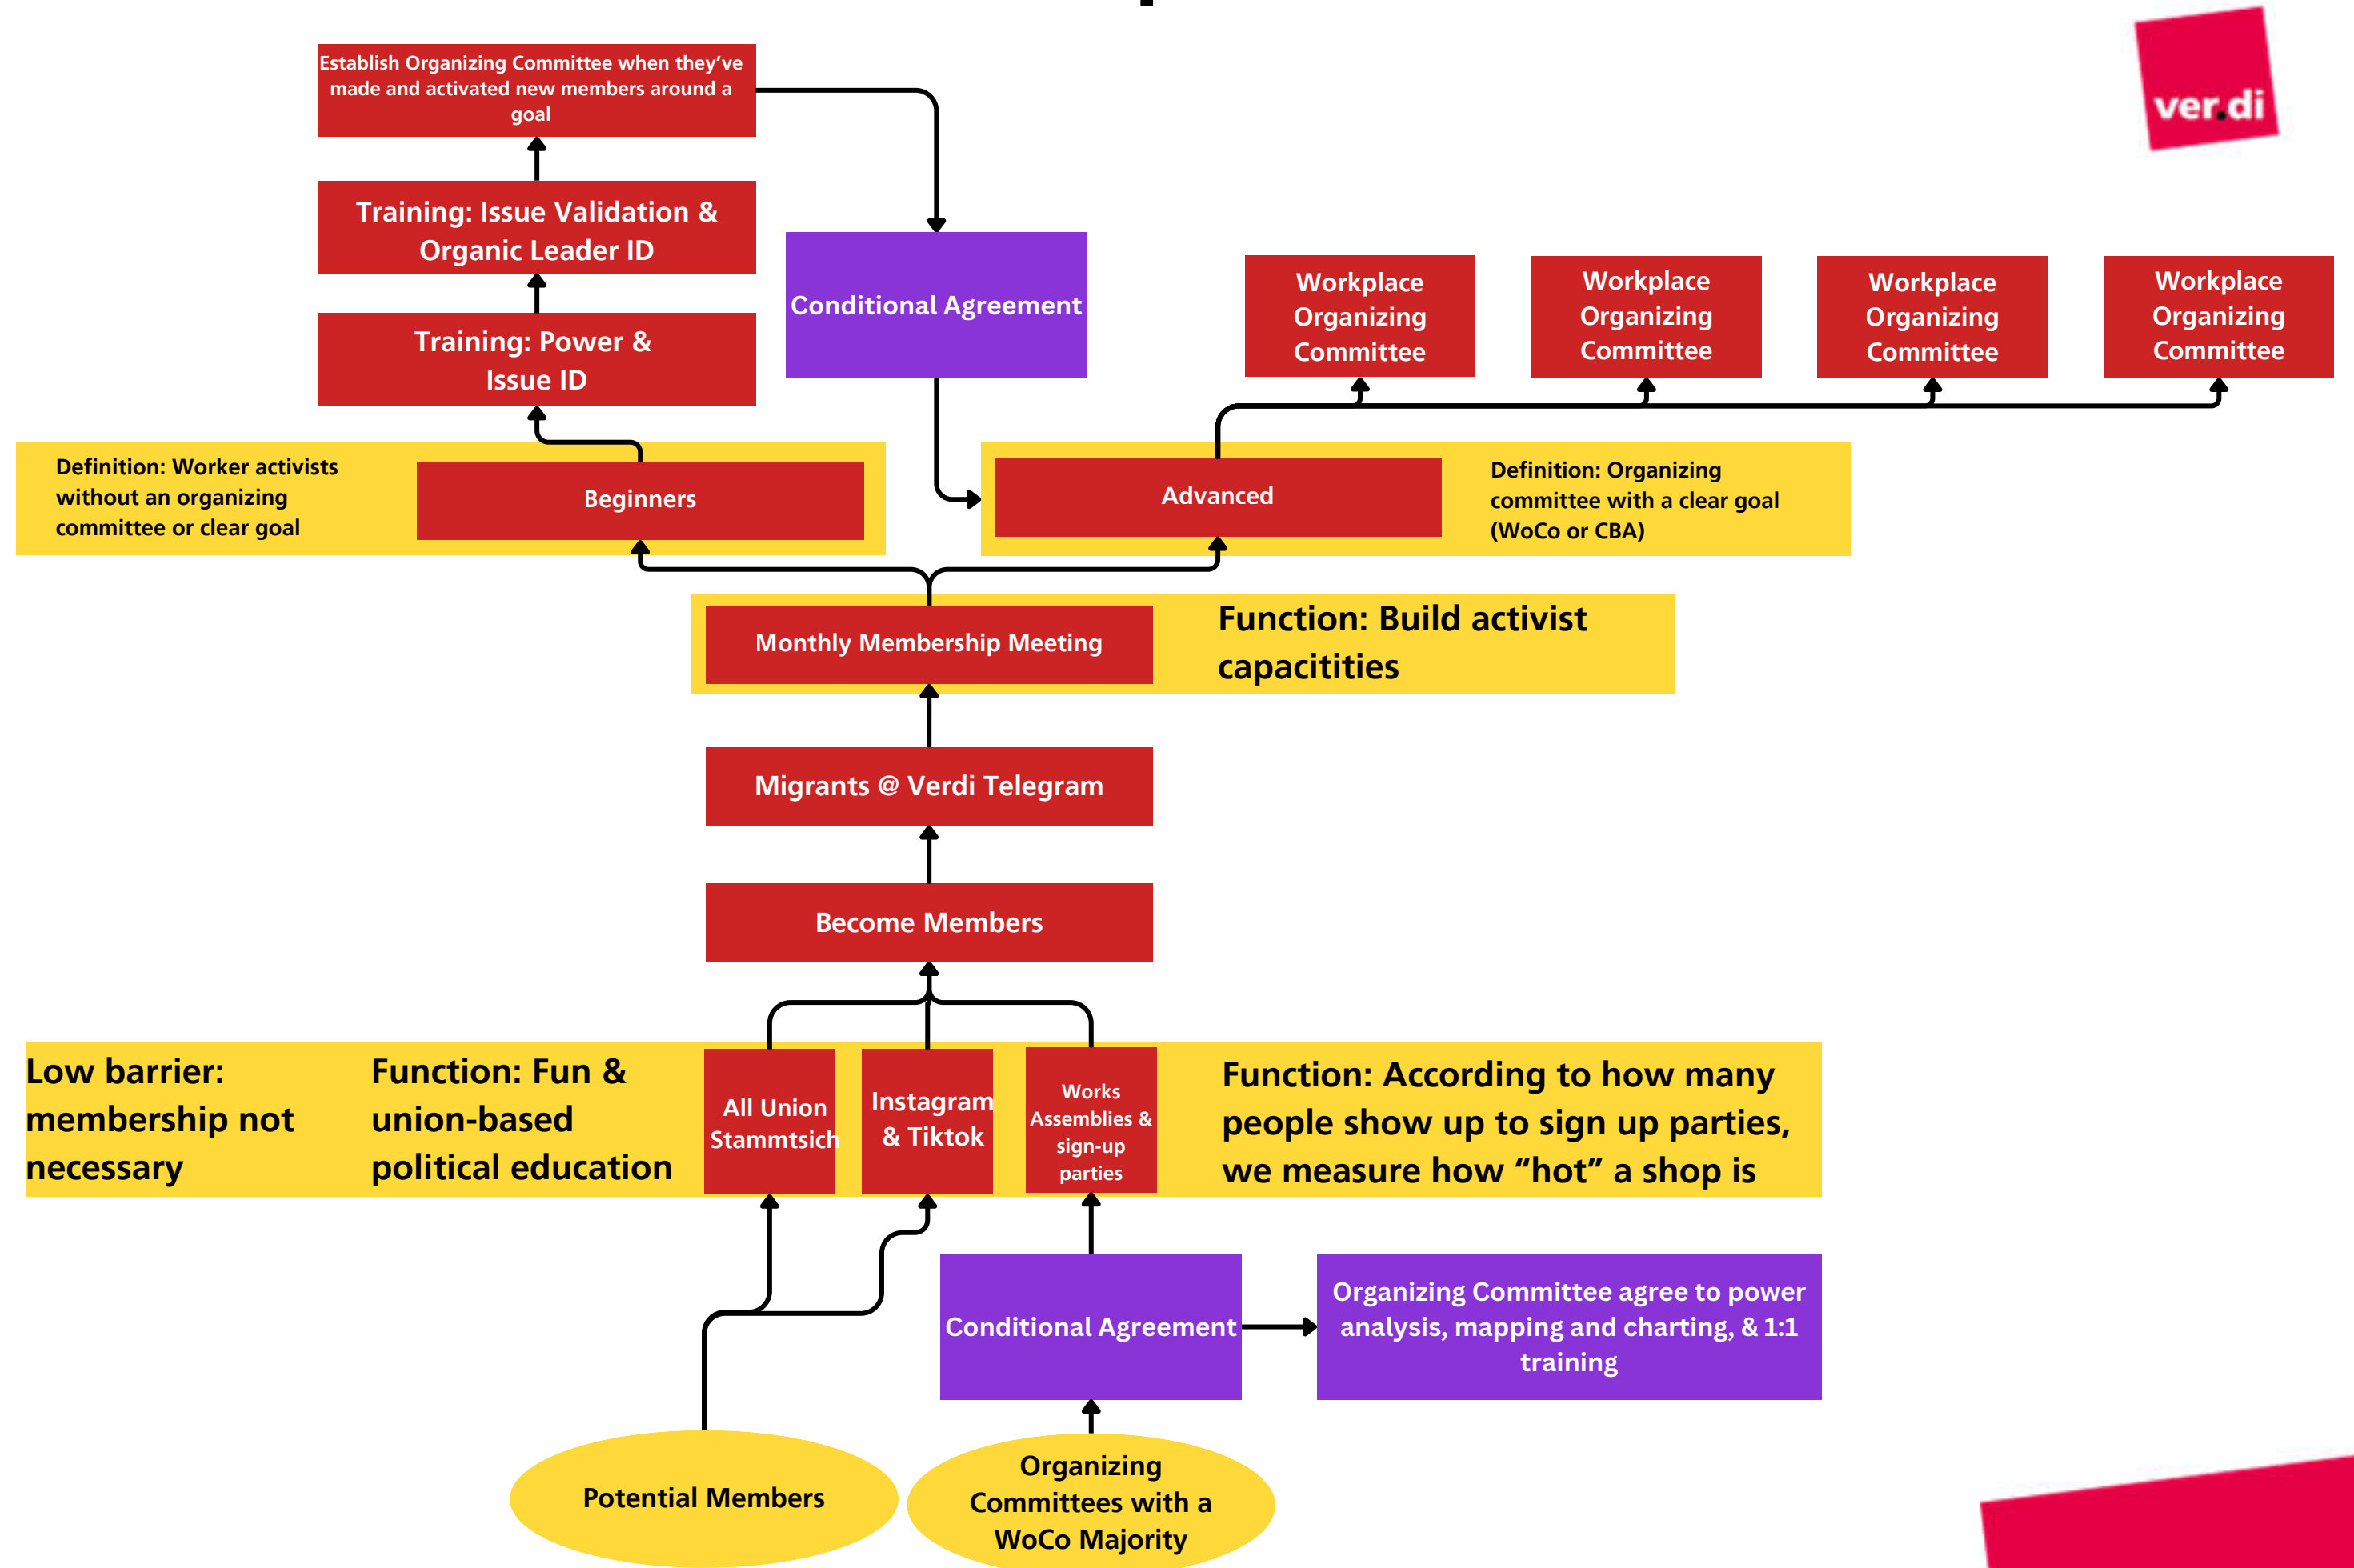 ver.di
Establish Organizing Committee when they've
made and activated new members around a
goal
Training: Issue Validation &
Organic Leader ID
Training: Power &
Issue ID
Conditional Agreement
Workplace
Organizing
Committee
Workplace
Organizing
Committee
Workplace
Organizing
Committee
Workplace
Organizing
Committee
Definition: Worker activists
without an organizing
committee or clear goal
Beginners
Advanced
Definition: Organizing
committee with a clear goal
(WoCo or CBA)
Monthly Membership Meeting
Function: Build activist
capacitities
Migrants @ Verdi Telegram
Become Members
Low barrier:
membership not
necessary
Function: Fun &
union-based
political education
All Union
Stammtsich
Instagram
& Tiktok
Works
Assemblies &
sign-up
parties
Function: According to how many
people show up to sign up parties,
we measure how “hot” a shop is
Conditional Agreement
Organizing Committee agree to power
analysis, mapping and charting, & 1:1
training
Potential Members
Organizing
Committees with a
WoCo Majority